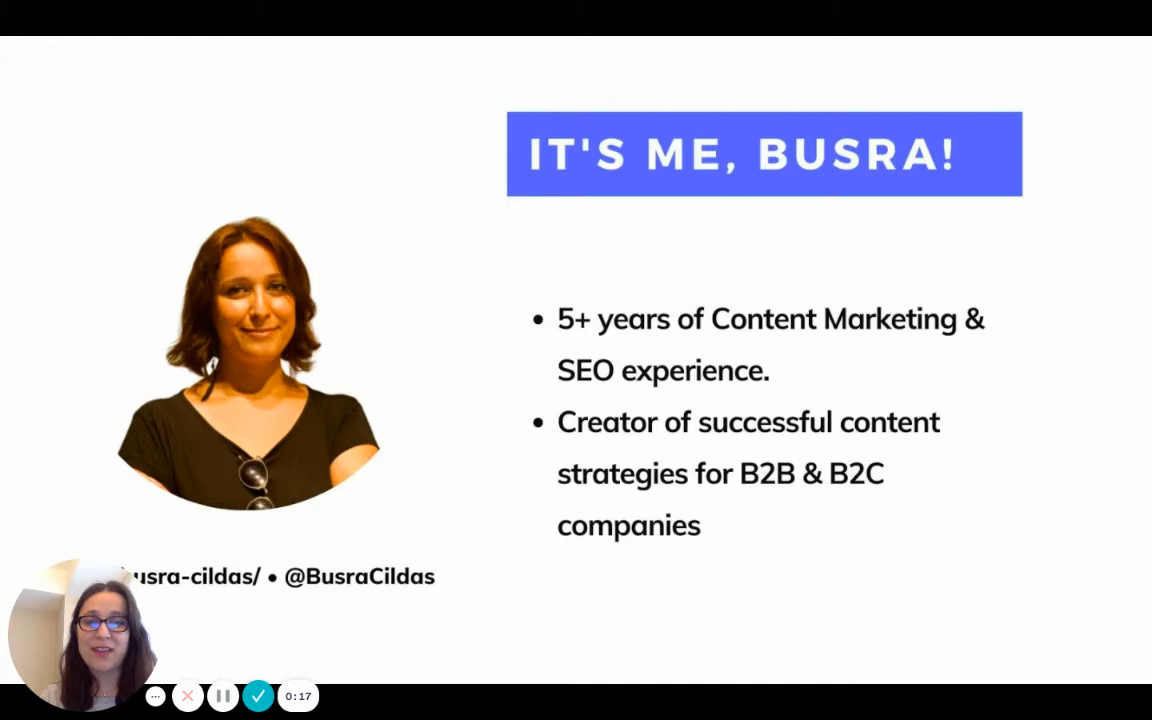 IT'S ME, BUSRA!
• 5+ years of Content Marketing &
SEO experience.
• Creator of successful content
strategies for B2B & B2C
companies
usra-cildas/ • @BusraCildas
0:17